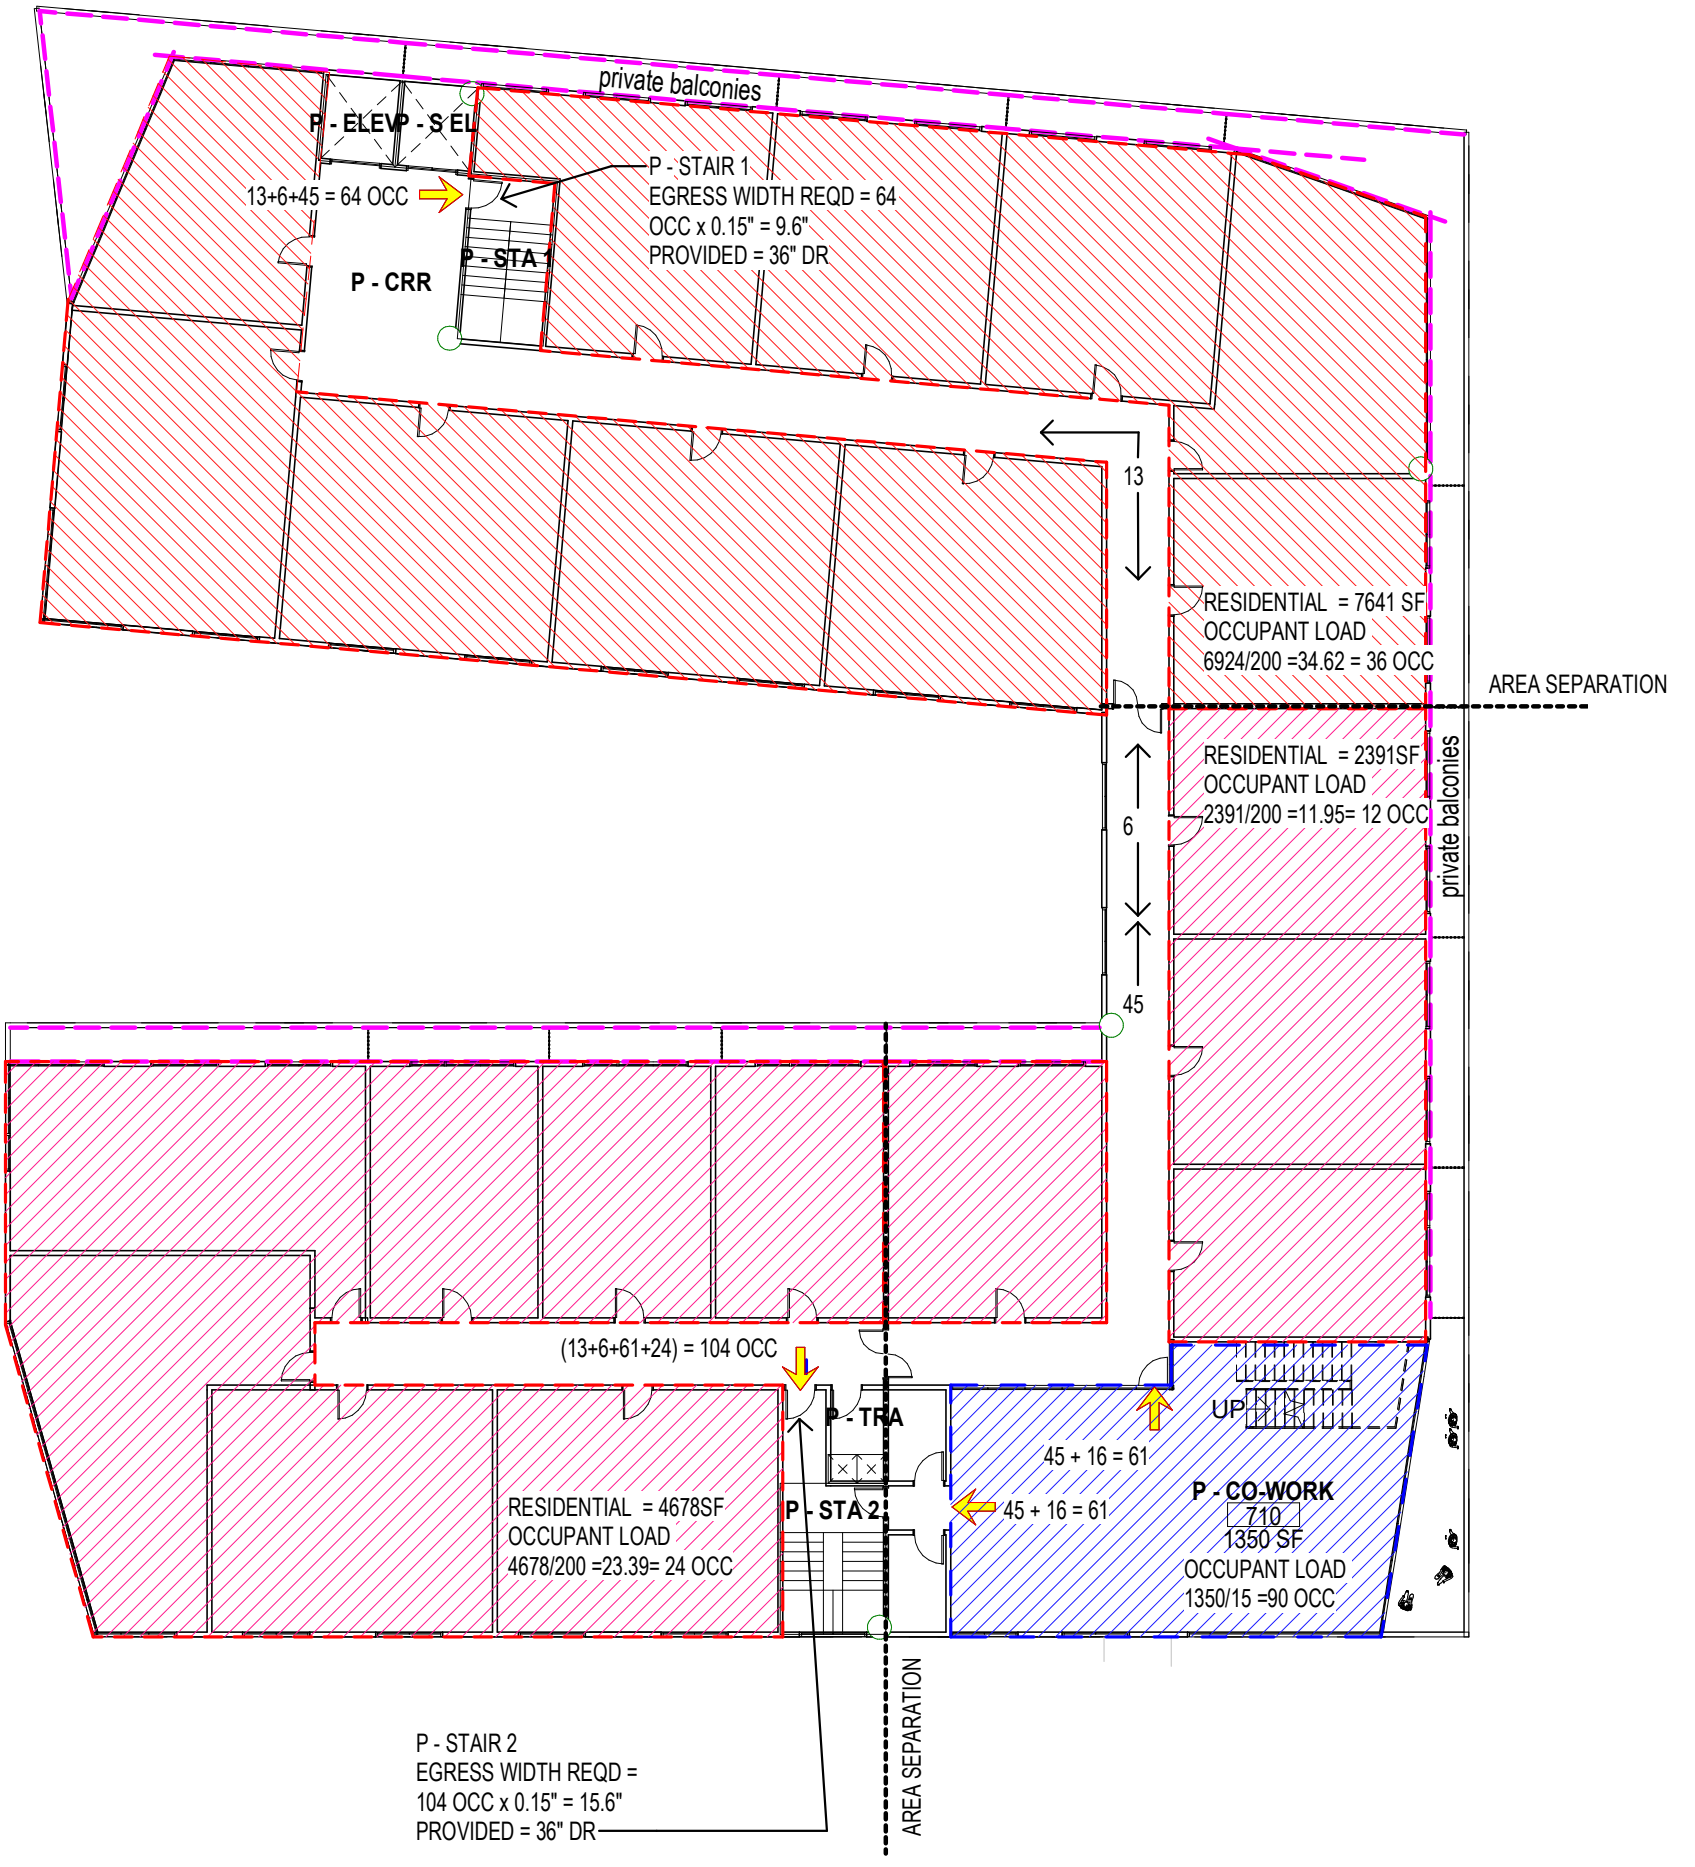 private balconies
P - ELEV
P - S EL
P - STAIR 1
EGRESS WIDTH REQD = 64
OCC x 0.15" = 9.6"
PROVIDED = 36" DR
13+6+45 = 64 OCC
P - STA 1
P - CRR
13
RESIDENTIAL = 7641 SF
OCCUPANT LOAD
6924/200 =34.62 = 36 OCC
AREA SEPARATION
RESIDENTIAL = 2391SF
OCCUPANT LOAD
2391/200 =11.95= 12 OCC
private balconies
6
45
(13+6+61+24) = 104 OCC
P - TRA
UP
45 + 16 = 61
45 + 16 = 61
P - CO-WORK
710
1350 SF
OCCUPANT LOAD
1350/15 =90 OCC
RESIDENTIAL = 4678SF
OCCUPANT LOAD
4678/200 =23.39= 24 OCC
P - STA 2
AREA SEPARATION
P - STAIR 2
EGRESS WIDTH REQD =
104 OCC x 0.15" = 15.6"
PROVIDED = 36" DR